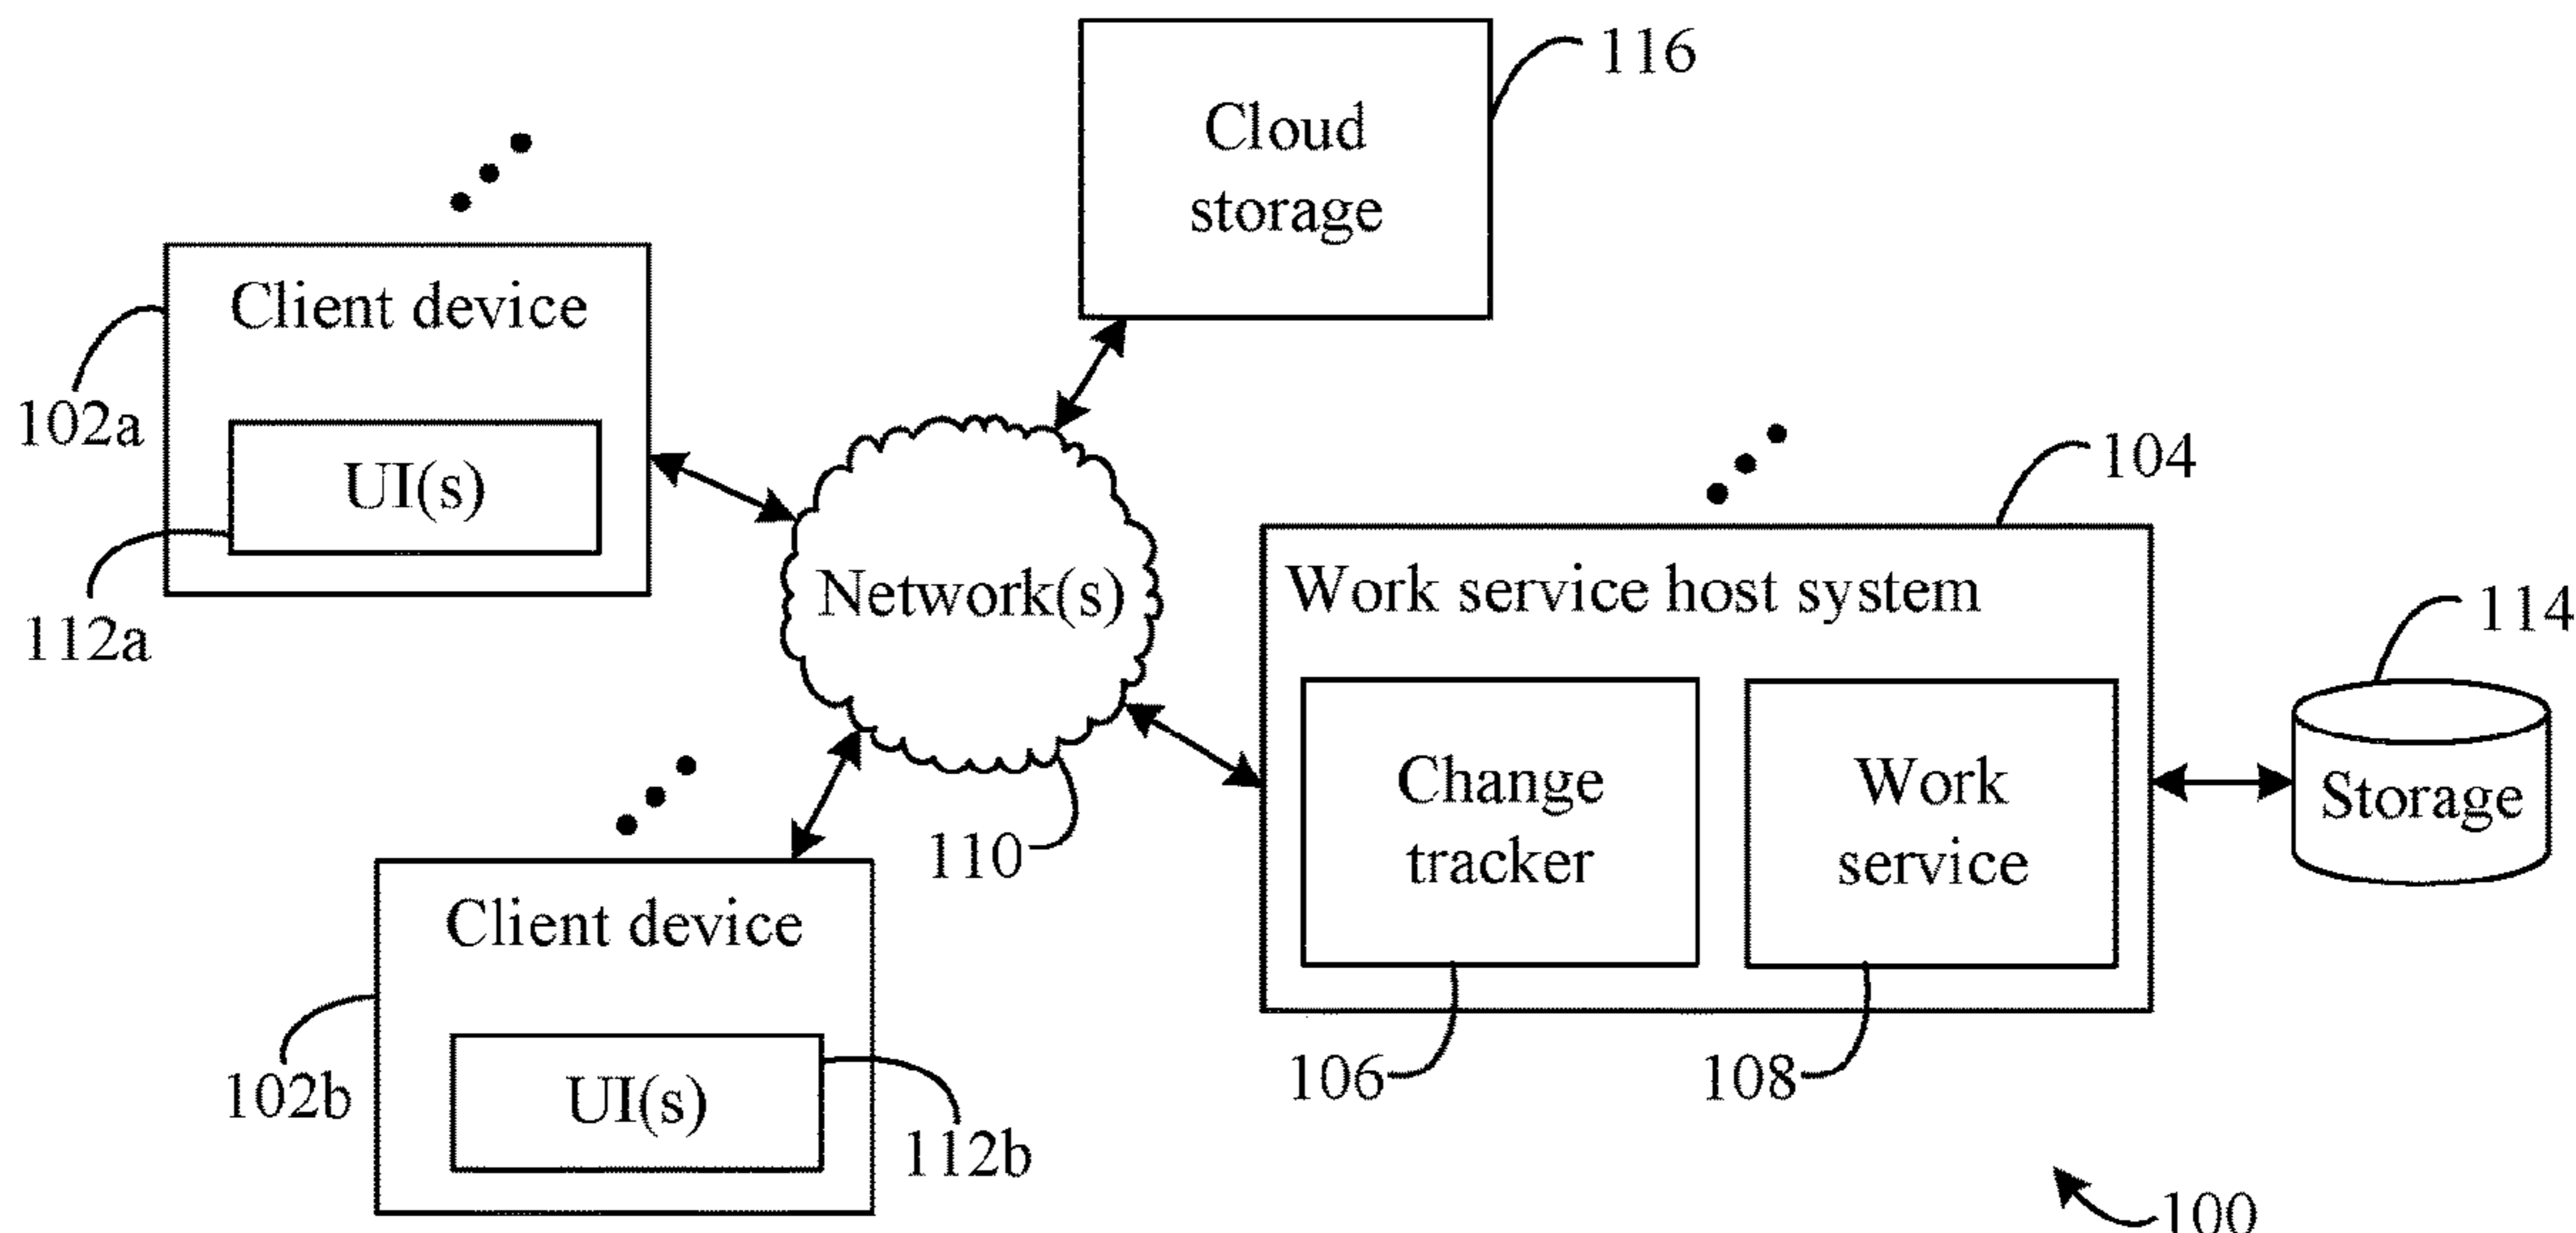 116
Cloud
storage
Client device
102a
UI(s)
112a
104
Network(s)
Work service host system
114
Change
tracker
Work
service
Storage
110
Client device
102b
UI(s)
112b
106
108
100